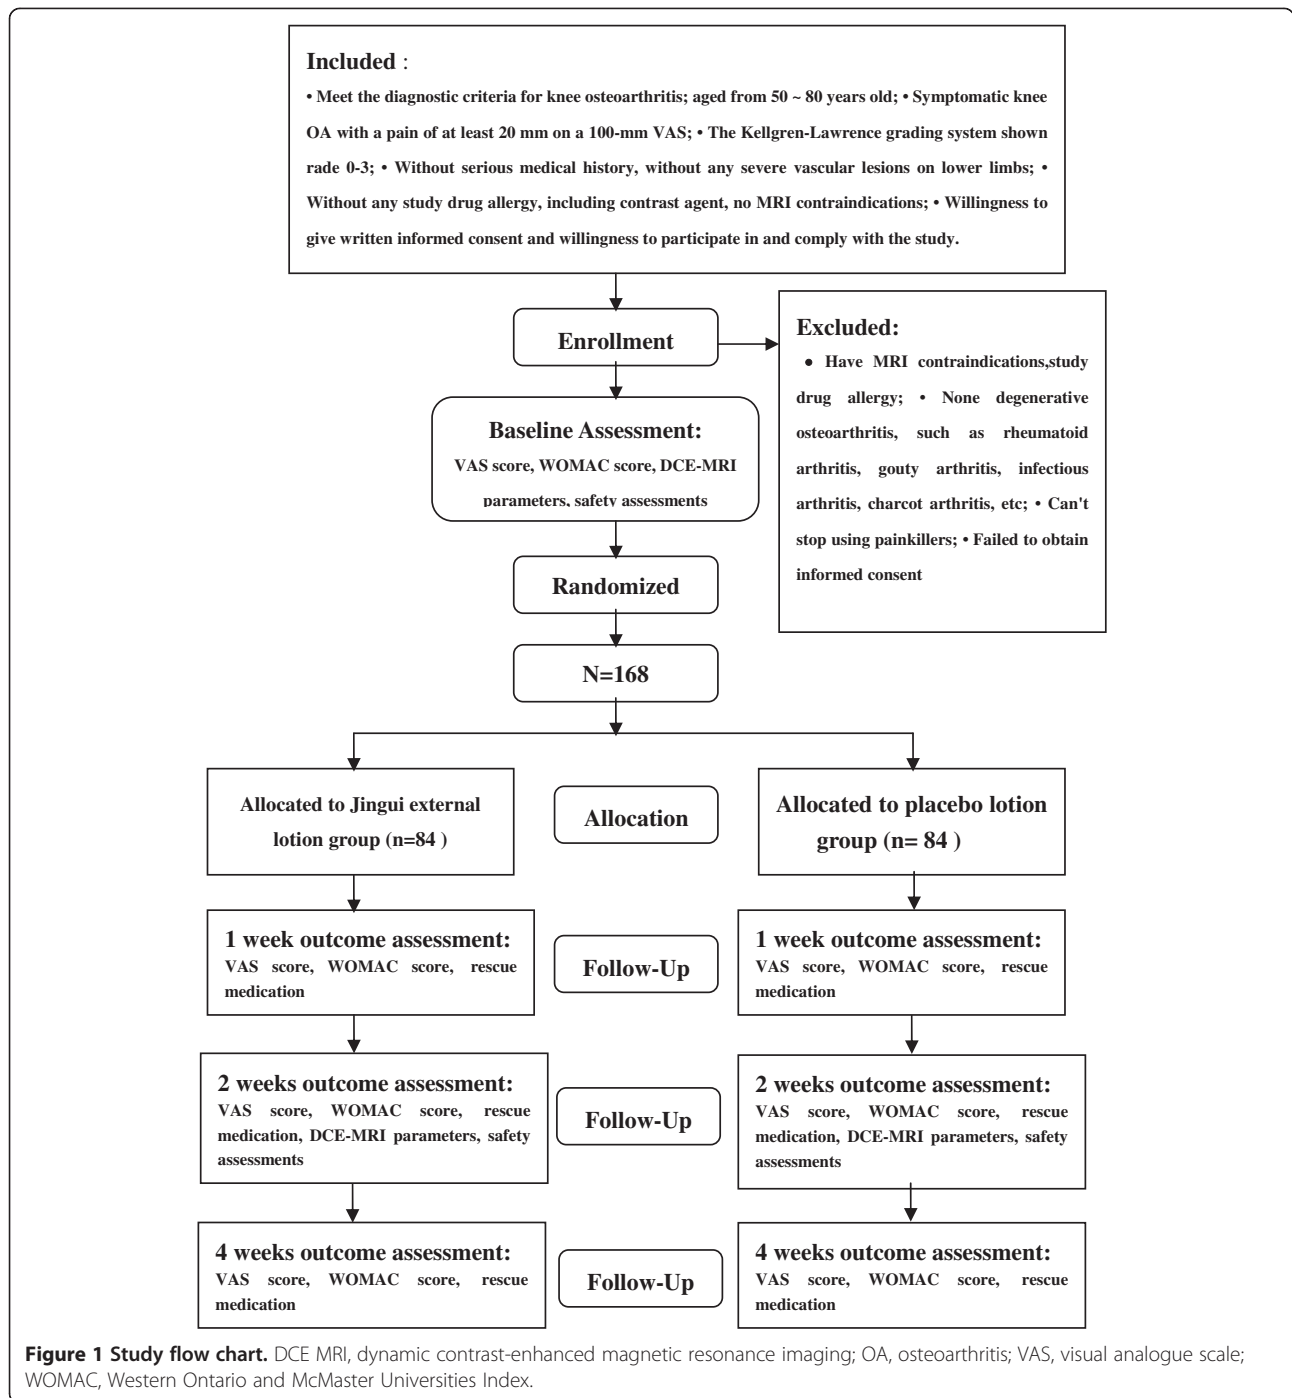 Included :
• Meet the diagnostic criteria for knee osteoarthritis; aged from 50 ~ 80 years old; • Symptomatic knee
OA with a pain of at least 20 mm on a 100-mm VAS; • The Kellgren-Lawrence grading system shown
rade 0-3; • Without serious medical history, without any severe vascular lesions on lower limbs; •
Without any study drug allergy, including contrast agent, no MRI contraindications; • Willingness to
give written informed consent and willingness to participate in and comply with the study.
Enrollment
Excluded:
• Have MRI contraindications,study
drug allergy; • None degenerative
osteoarthritis, such as rheumatoid
arthritis, gouty arthritis, infectious
arthritis, charcot arthritis, etc; • Can't
stop using painkillers; • Failed to obtain
informed consent
Baseline Assessment:
VAS score, WOMAC score, DCE-MRI
parameters, safety assessments
Randomized
N=168
Allocated to Jingui external
lotion group (n=84 )
Allocation
Allocated to placebo lotion
group (n= 84 )
1 week outcome assessment:
VAS score, WOMAC score, rescue
medication
Follow-Up
1 week outcome assessment:
VAS score, WOMAC score, rescue
medication
2 weeks outcome assessment:
VAS score, WOMAC score, rescue
medication, DCE-MRI parameters, safety
assessments
Follow-Up
2 weeks outcome assessment:
VAS score, WOMAC score, rescue
medication, DCE-MRI parameters, safety
assessments
4 weeks outcome assessment:
VAS score, WOMAC score, rescue
medication
Follow-Up
4 weeks outcome assessment:
VAS score, WOMAC score, rescue
medication
Figure 1 Study flow chart. DCE MRI, dynamic contrast-enhanced magnetic resonance imaging; OA, osteoarthritis; VAS, visual analogue scale;
WOMAC, Western Ontario and McMaster Universities Index.